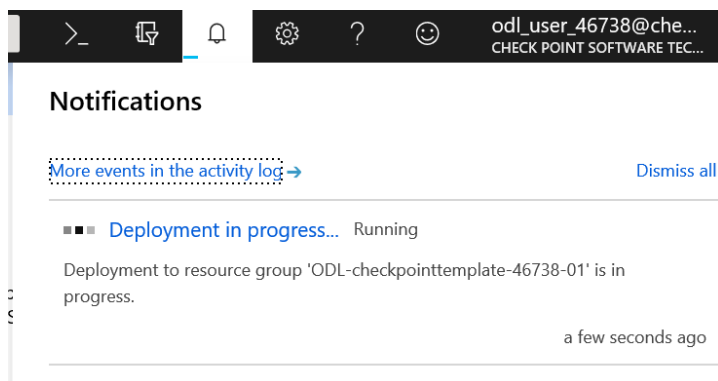 odl_user_46738@che...
CHECK POINT SOFTWARE TEC...
Notifications
More events in the activity log →
Dismiss all
Deployment in progress... Running
Deployment to resource group 'ODL-checkpointtemplate-46738-01' is in
progress.
a few seconds ago